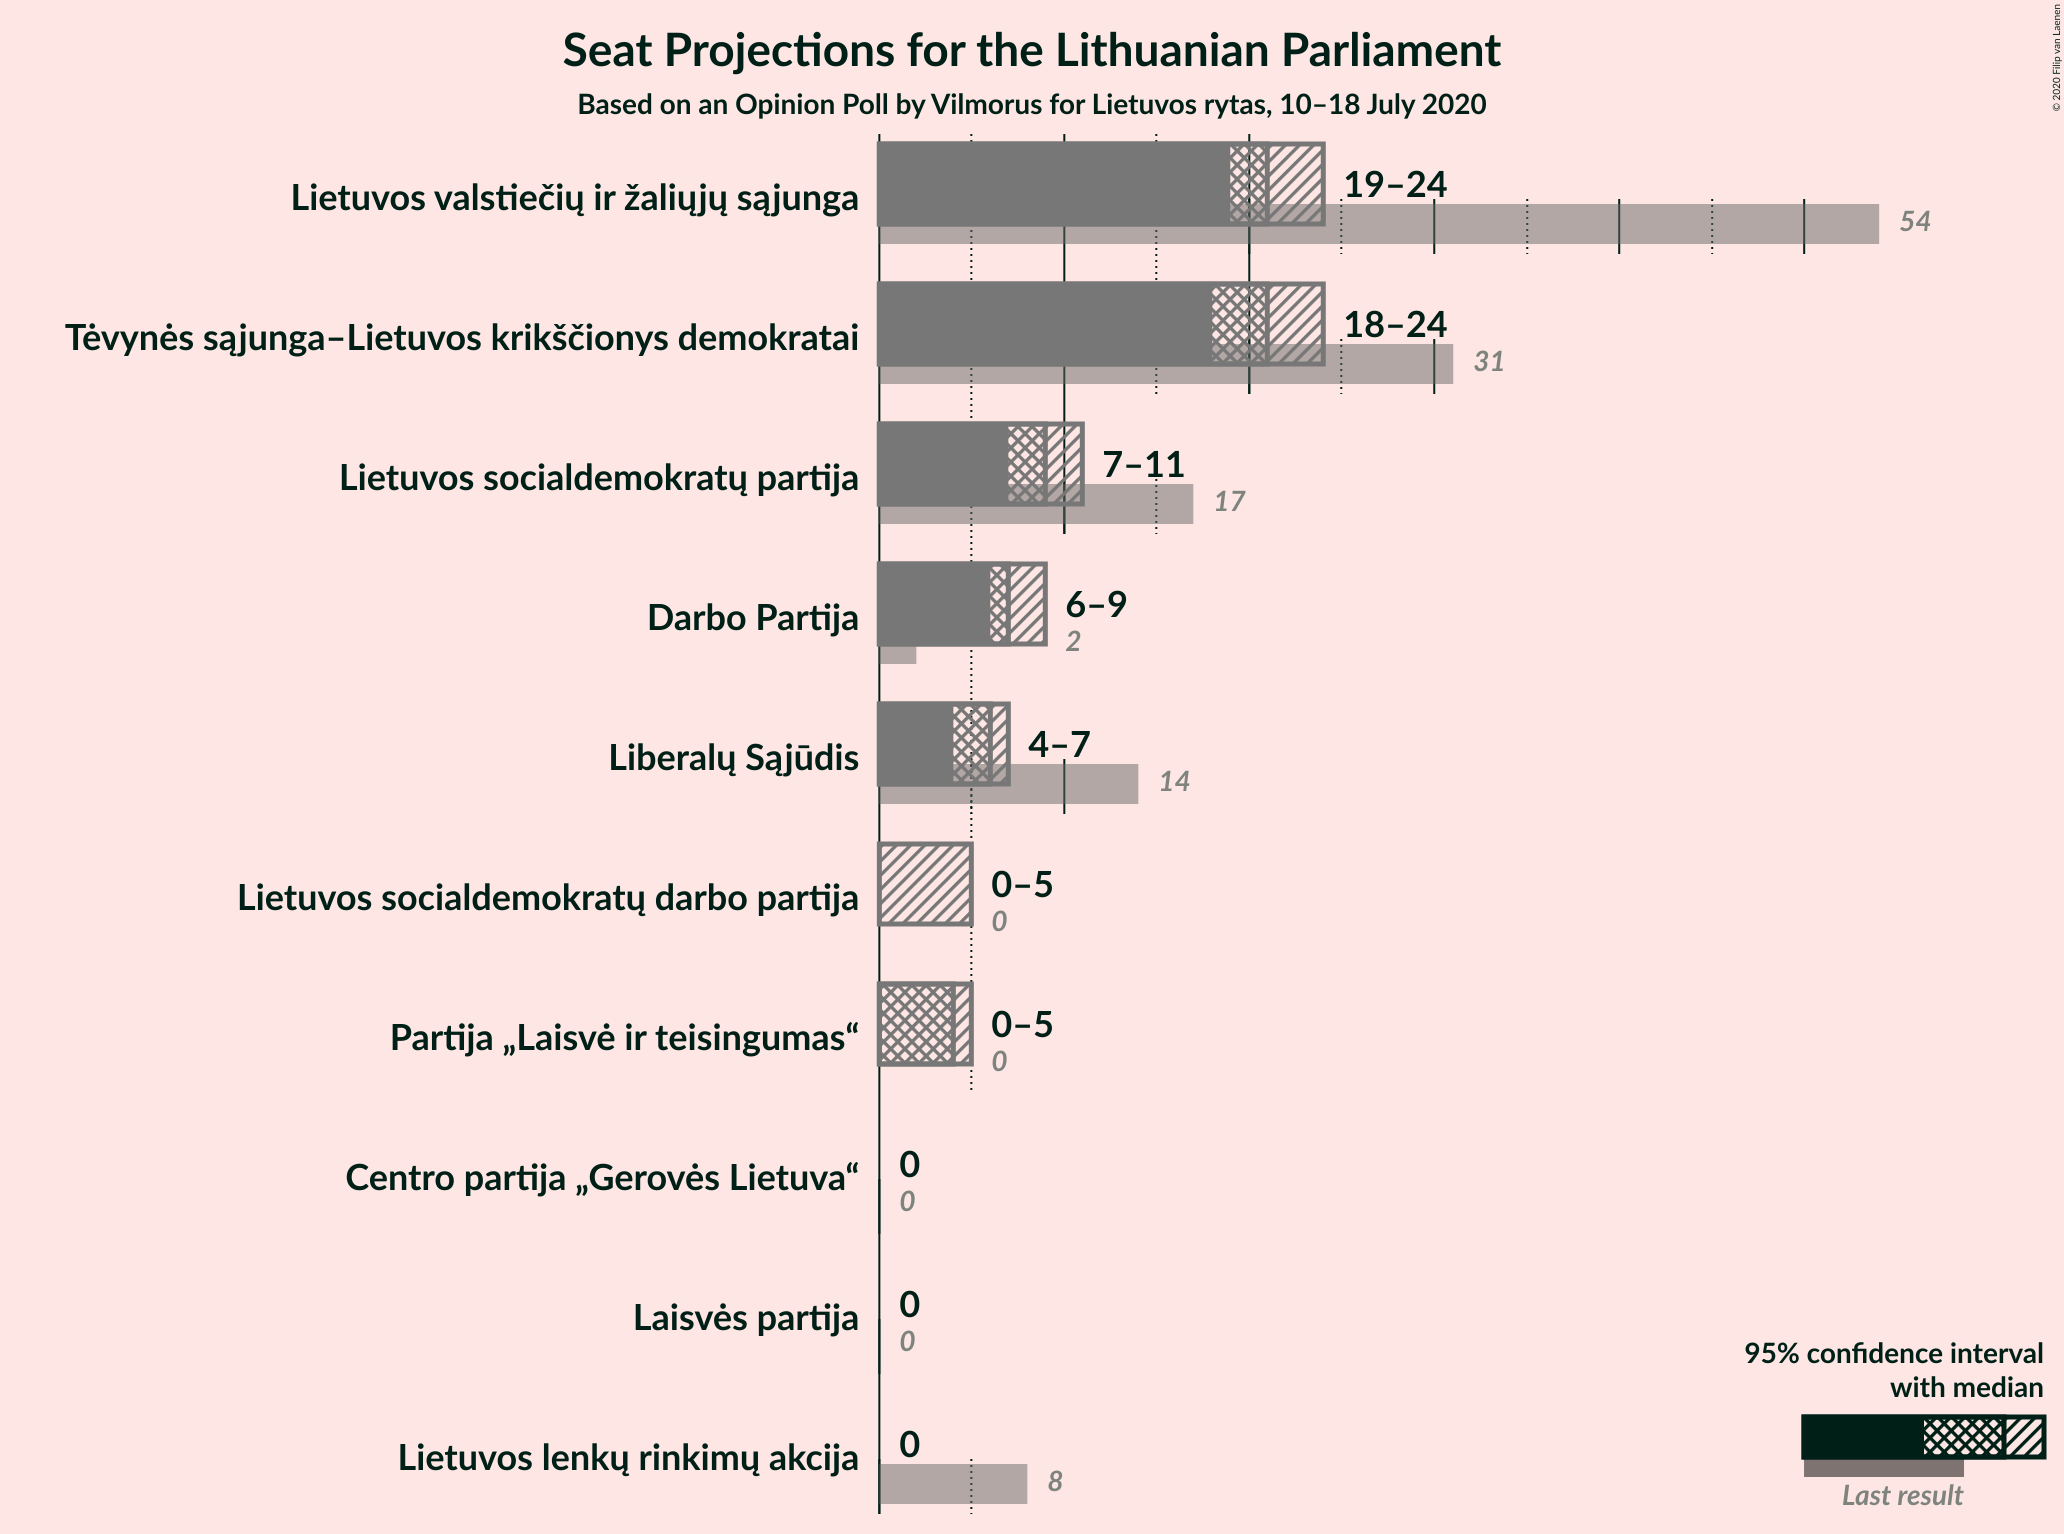 Seat Projections for the Lithuanian Parliament
Based on an Opinion Poll by Vilmorus for Lietuvos rytas, 10–18 July 2020
© 2020 Filip van Laenen
Lietuvos valstiečių ir žaliųjų sąjunga
19–24
54
Tėvynės sąjunga–Lietuvos krikščionys demokratai
18–24
31
Lietuvos socialdemokratų partija
7–11
17
Darbo Partija
6–9
2
Liberalų Sąjūdis
4–7
14
Lietuvos socialdemokratų darbo partija
0–5
0
Partija „Laisvė ir teisingumas“
0–5
0
Centro partija „Gerovės Lietuva“
0
0
Laisvės partija
0
0
Lietuvos lenkų rinkimų akcija
0
8
95% confidence interval
with median
Last result